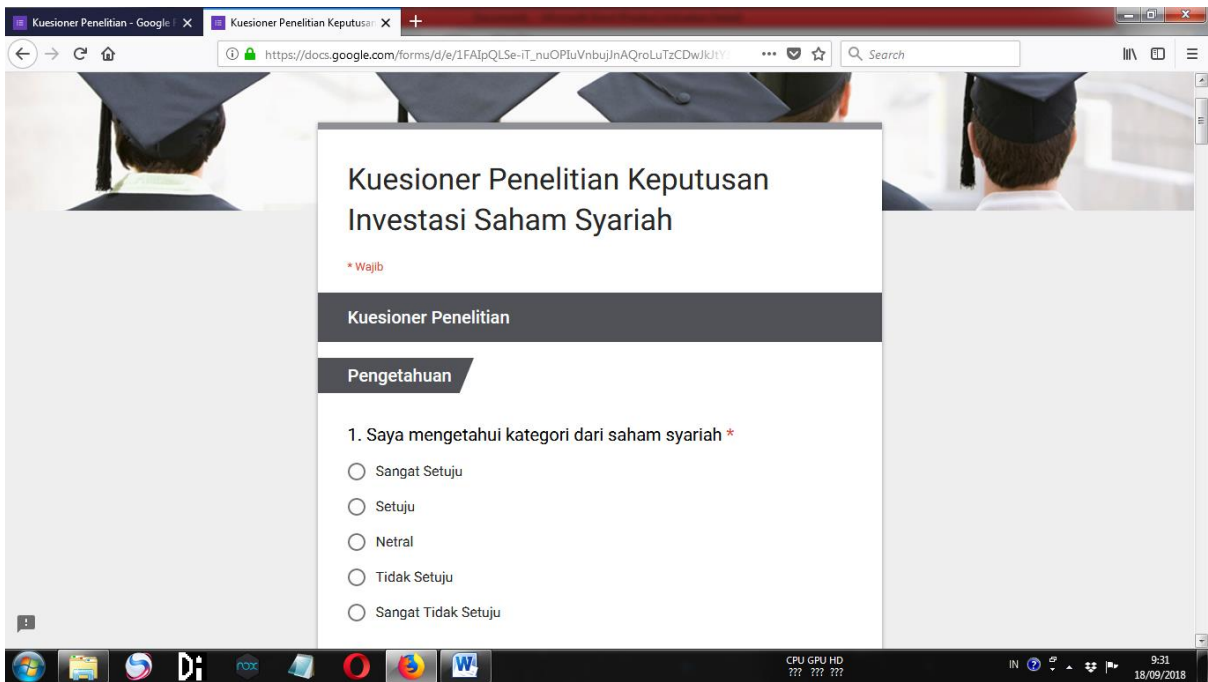 Kuesioner Penelitian - Google F
Kuesioner Penelitian Keputusan
https://docs.google.com/forms/d/e/1FAIpQLSe-iT_nuOPIuVnbujJnAQroLuTzCDwJkJtY
Search
Kuesioner Penelitian Keputusan
Investasi Saham Syariah
* Wajib
Kuesioner Penelitian
Pengetahuan
1. Saya mengetahui kategori dari saham syariah *
Sangat Setuju
Setuju
Netral
Tidak Setuju
Sangat Tidak Setuju
Di
nox
W
CPU GPU HD
??? ??? ???
IN
9:31
18/09/2018